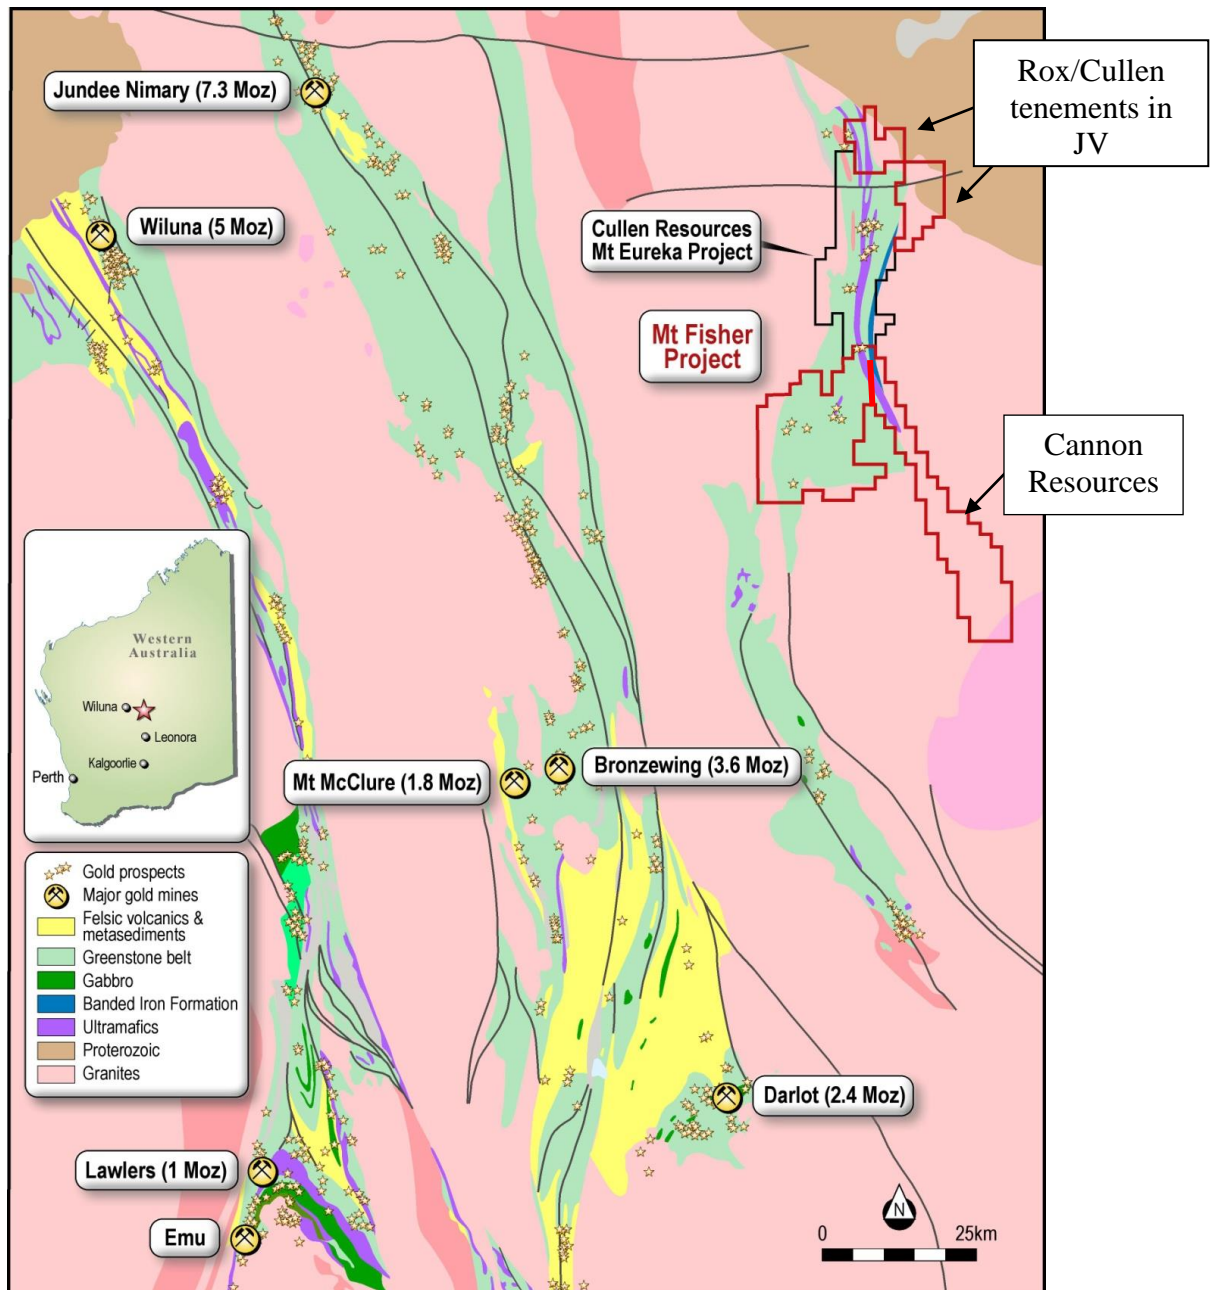 Rox/Cullen
tenements in
JV
Jundee Nimary (7.3 Moz)
Wiluna (5 Moz)
Cullen Resources
Mt Eureka Project
Mt Fisher
Project
Cannon
Resources
Western
Australia
Wiluna
Leonora
Kalgoorlie
Perth
Mt McClure (1.8 Moz)
Bronzewing (3.6 Moz)
Gold prospects
Major gold mines
Felsic volcanics &
metasediments
Greenstone belt
Gabbro
Banded Iron Formation
Ultramafics
Proterozoic
Granites
Darlot (2.4 Moz)
Lawlers (1 Moz)
Emu
N
0 25km